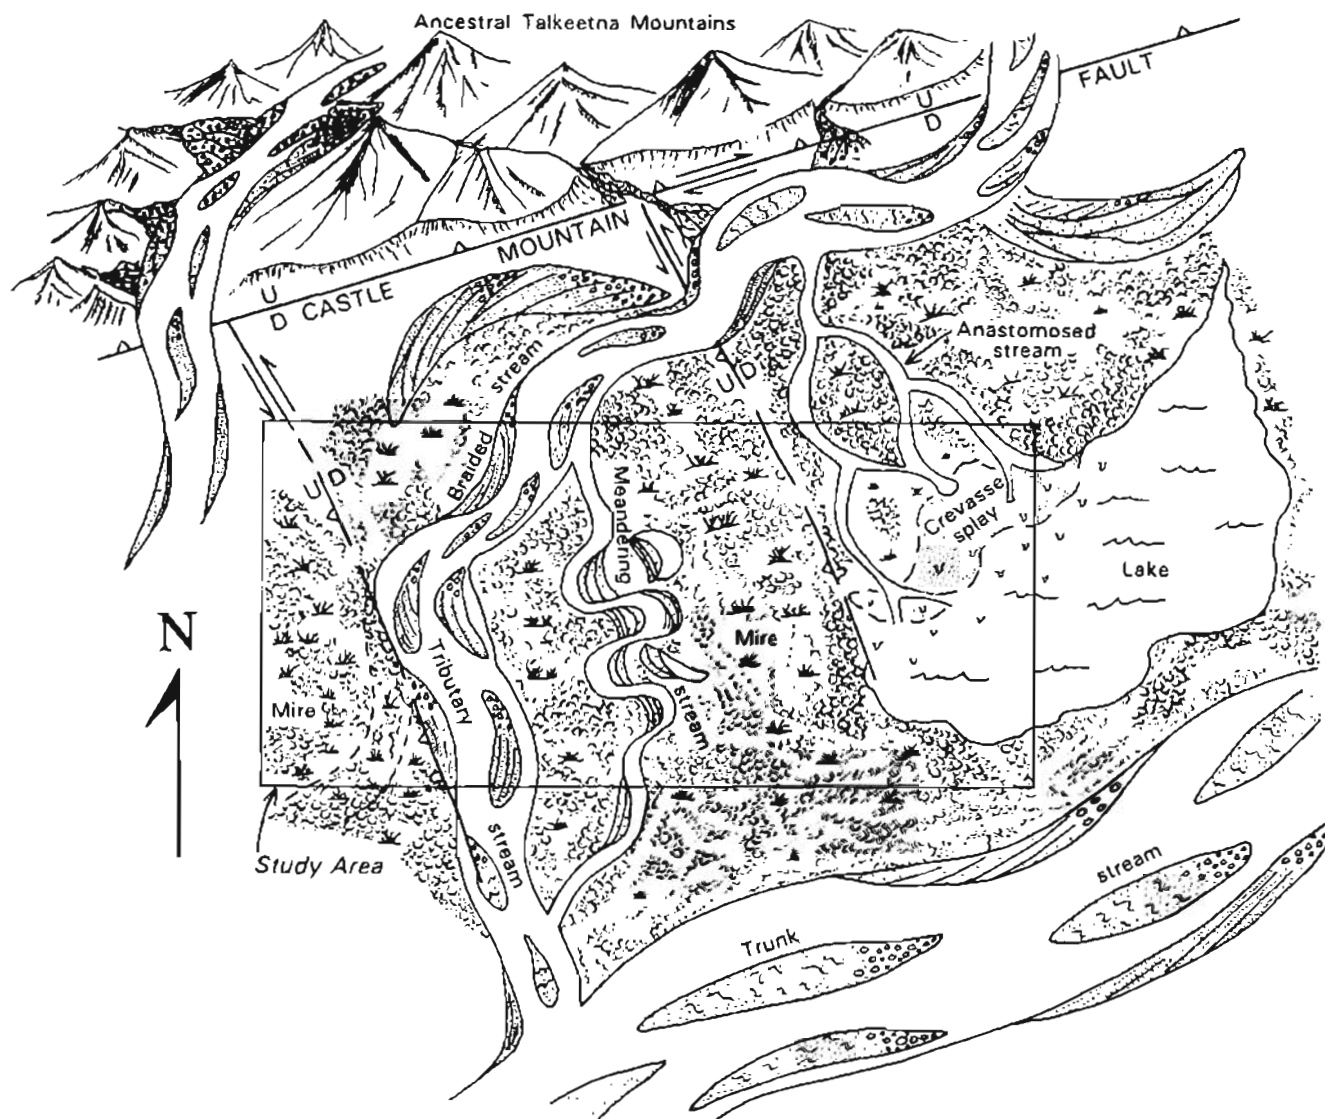 Ancestral Talkeetna Mountains
FAULT
U
D
MOUNTAIN
U
D CASTLE
Anastomosed
stream
stream
U D
Braided
U D
Meandering
Crevasse
splay
Lake
Mire
N
Tributary
Mire
stream
stream
Study Area
stream
Trunk